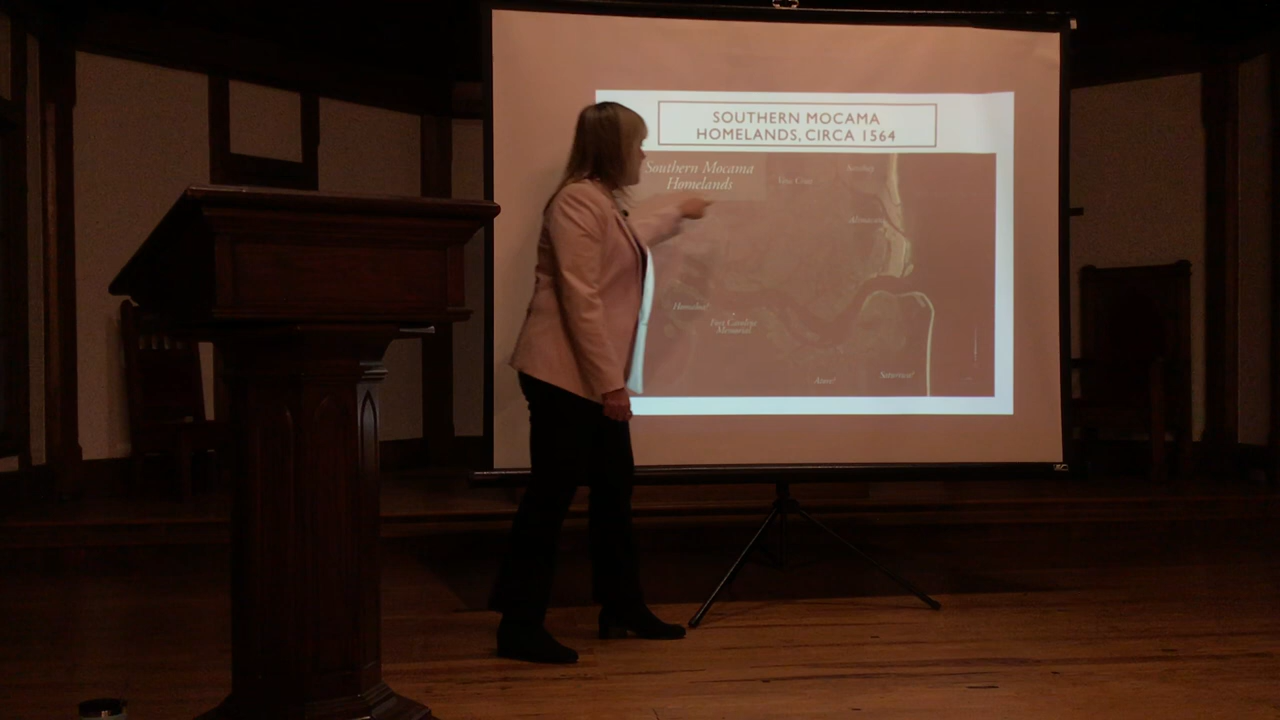 SOUTHERN MOCAMA
HOMELANDS, CIRCA 1564
Southern Mocama
Homelands
Vera Cruz
Alimacani
Fort Caroline
Memorial
Saturiwa?